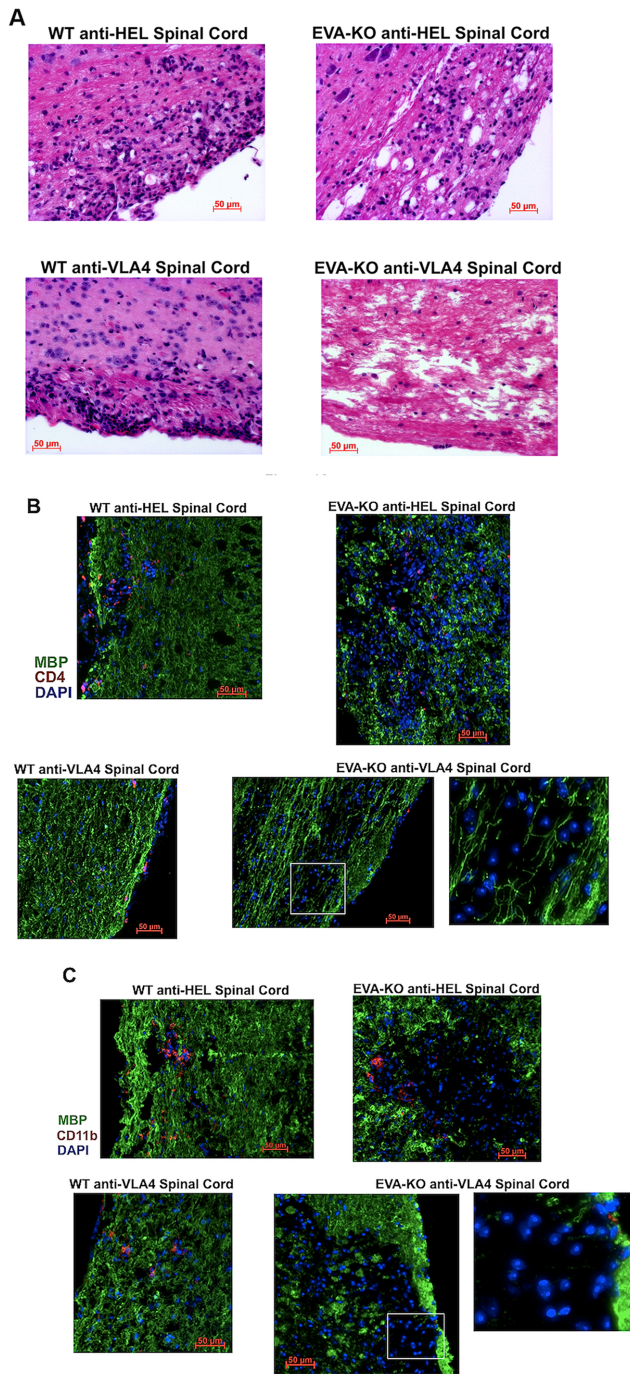 A
WT anti-HEL Spinal Cord
EVA-KO anti-HEL Spinal Cord
50 μm
50 μm
WT anti-VLA4 Spinal Cord
EVA-KO anti-VLA4 Spinal Cord
50 μm
50 μm
B
WT anti-HEL Spinal Cord
EVA-KO anti-HEL Spinal Cord
MBP
CD4
DAPI
50 μm
50 μm
WT anti-VLA4 Spinal Cord
EVA-KO anti-VLA4 Spinal Cord
50 μm
50 μm
C
WT anti-HEL Spinal Cord
EVA-KO anti-HEL Spinal Cord
MBP
CD11b
DAPI
50 μm
50 μm
WT anti-VLA4 Spinal Cord
EVA-KO anti-VLA4 Spinal Cord
50 μm
50 μm